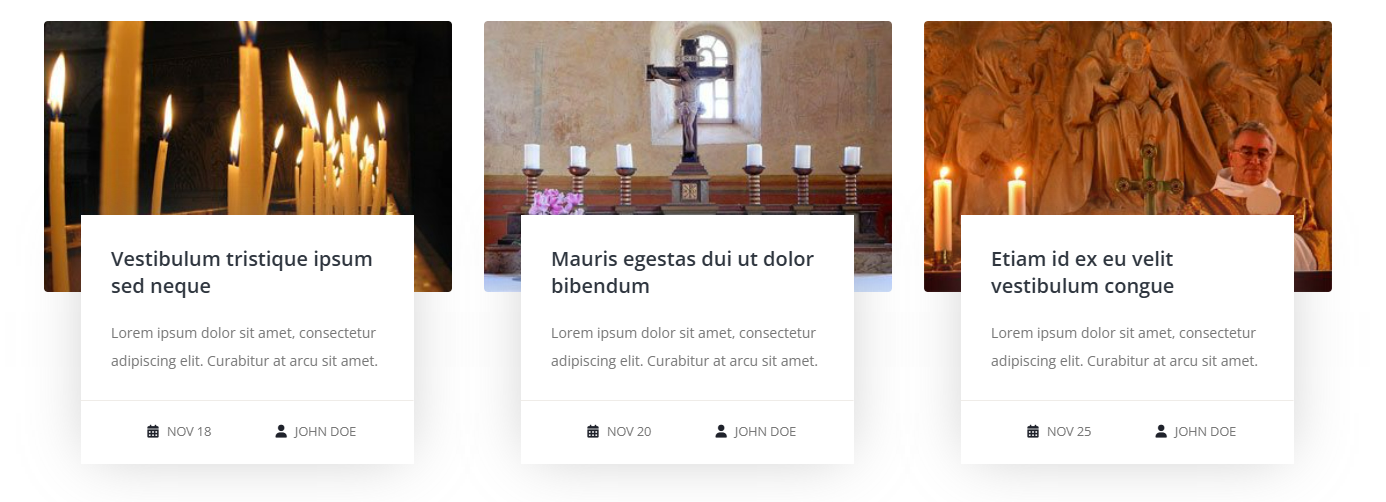 Vestibulum tristique ipsum
sed neque
Lorem ipsum dolor sit amet, consectetur
adipiscing elit. Curabitur at arcu sit amet.
NOV 18
JOHN DOE
Mauris egestas dui ut dolor
bibendum
Lorem ipsum dolor sit amet, consectetur
adipiscing elit. Curabitur at arcu sit amet.
NOV 20
JOHN DOE
Etiam id ex eu velit
vestibulum congue
Lorem ipsum dolor sit amet, consectetur
adipiscing elit. Curabitur at arcu sit amet.
NOV 25
JOHN DOE